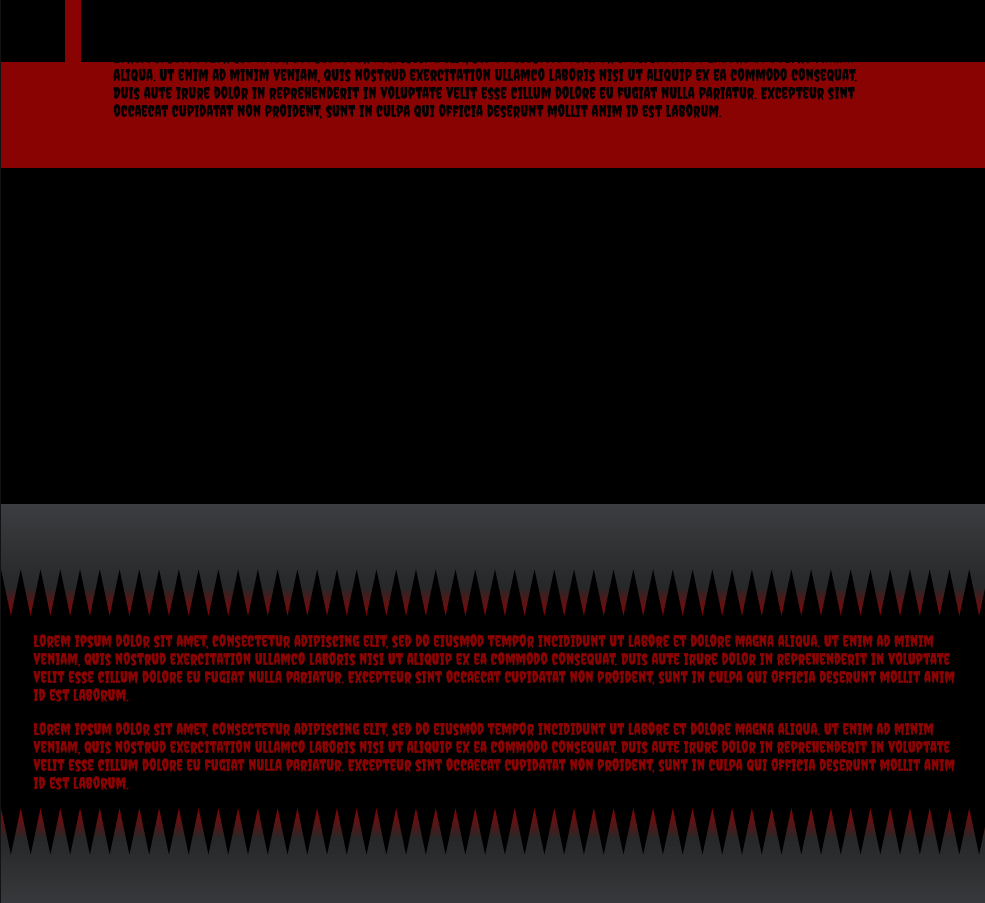 ALIQUA. UT ENIM AD MINIM VENIAM, QUIS NOSTRUD EXERCITATION ULLAMCO LABORIS NISI UT ALIQUIP EX EA COMMODO CONSEQUAT.
DUIS AUTE IRURE DOLOR IN REPREHENDERIT IN VOLUPTATE VELIT ESSE CILLUM DOLORE EU FUGIAT NULLA PARIATUR. EXCEPTEUR SINT
OCCAECAT CUPIDATAT NON PROIDENT, SUNT IN CULPA QUI OFFICIA DESERUNT MOLLIT ANIM ID EST LABORUM.
LOREM IPSUM DOLOR SIT AMET, CONSECTETUR ADIPISCING ELIT, SED DO EIUSMOD TEMPOR INCIDIDUNT UT LABORE ET DOLORE MAGNA ALIQUA. UT ENIM AD MINIM
VENIAM, QUIS NOSTRUD EXERCITATION ULLAMCO LABORIS NISI UT ALIQUIP EX EA COMMODO CONSEQUAT. DUIS AUTE IRURE DOLOR IN REPREHENDERIT IN VOLUPTATE
VELIT ESSE CILLUM DOLORE EU FUGIAT NULLA PARIATUR. EXCEPTEUR SINT OCCAECAT CUPIDATAT NON PROIDENT, SUNT IN CULPA QUI OFFICIA DESERUNT MOLLIT ANIM
ID EST LABORUM.
LOREM IPSUM DOLOR SIT AMET, CONSECTETUR ADIPISCING ELIT, SED DO EIUSMOD TEMPOR INCIDIDUNT UT LABORE ET DOLORE MAGNA ALIQUA. UT ENIM AD MINIM
VENIAM, QUIS NOSTRUD EXERCITATION ULLAMCO LABORIS NISI UT ALIQUIP EX EA COMMODO CONSEQUAT. DUIS AUTE IRURE DOLOR IN REPREHENDERIT IN VOLUPTATE
VELIT ESSE CILLUM DOLORE EU FUGIAT NULLA PARIATUR. EXCEPTEUR SINT OCCAECAT CUPIDATAT NON PROIDENT, SUNT IN CULPA QUI OFFICIA DESERUNT MOLLIT ANIM
ID EST LABORUM.